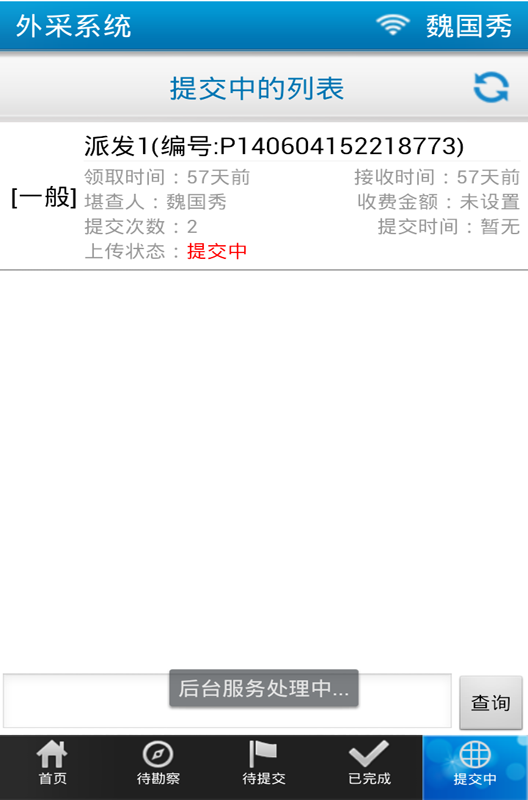 外采系统 魏国秀
提交中的列表
派发1(编号:P140604152218773)
[一般]
领取时间：57天前 接收时间：57天前
堪查人：魏国秀 收费金额：未设置
提交次数：2 提交时间：暂无
上传状态：提交中
后台服务处理中...
查询
首页 待勘察 待提交 已完成 提交中